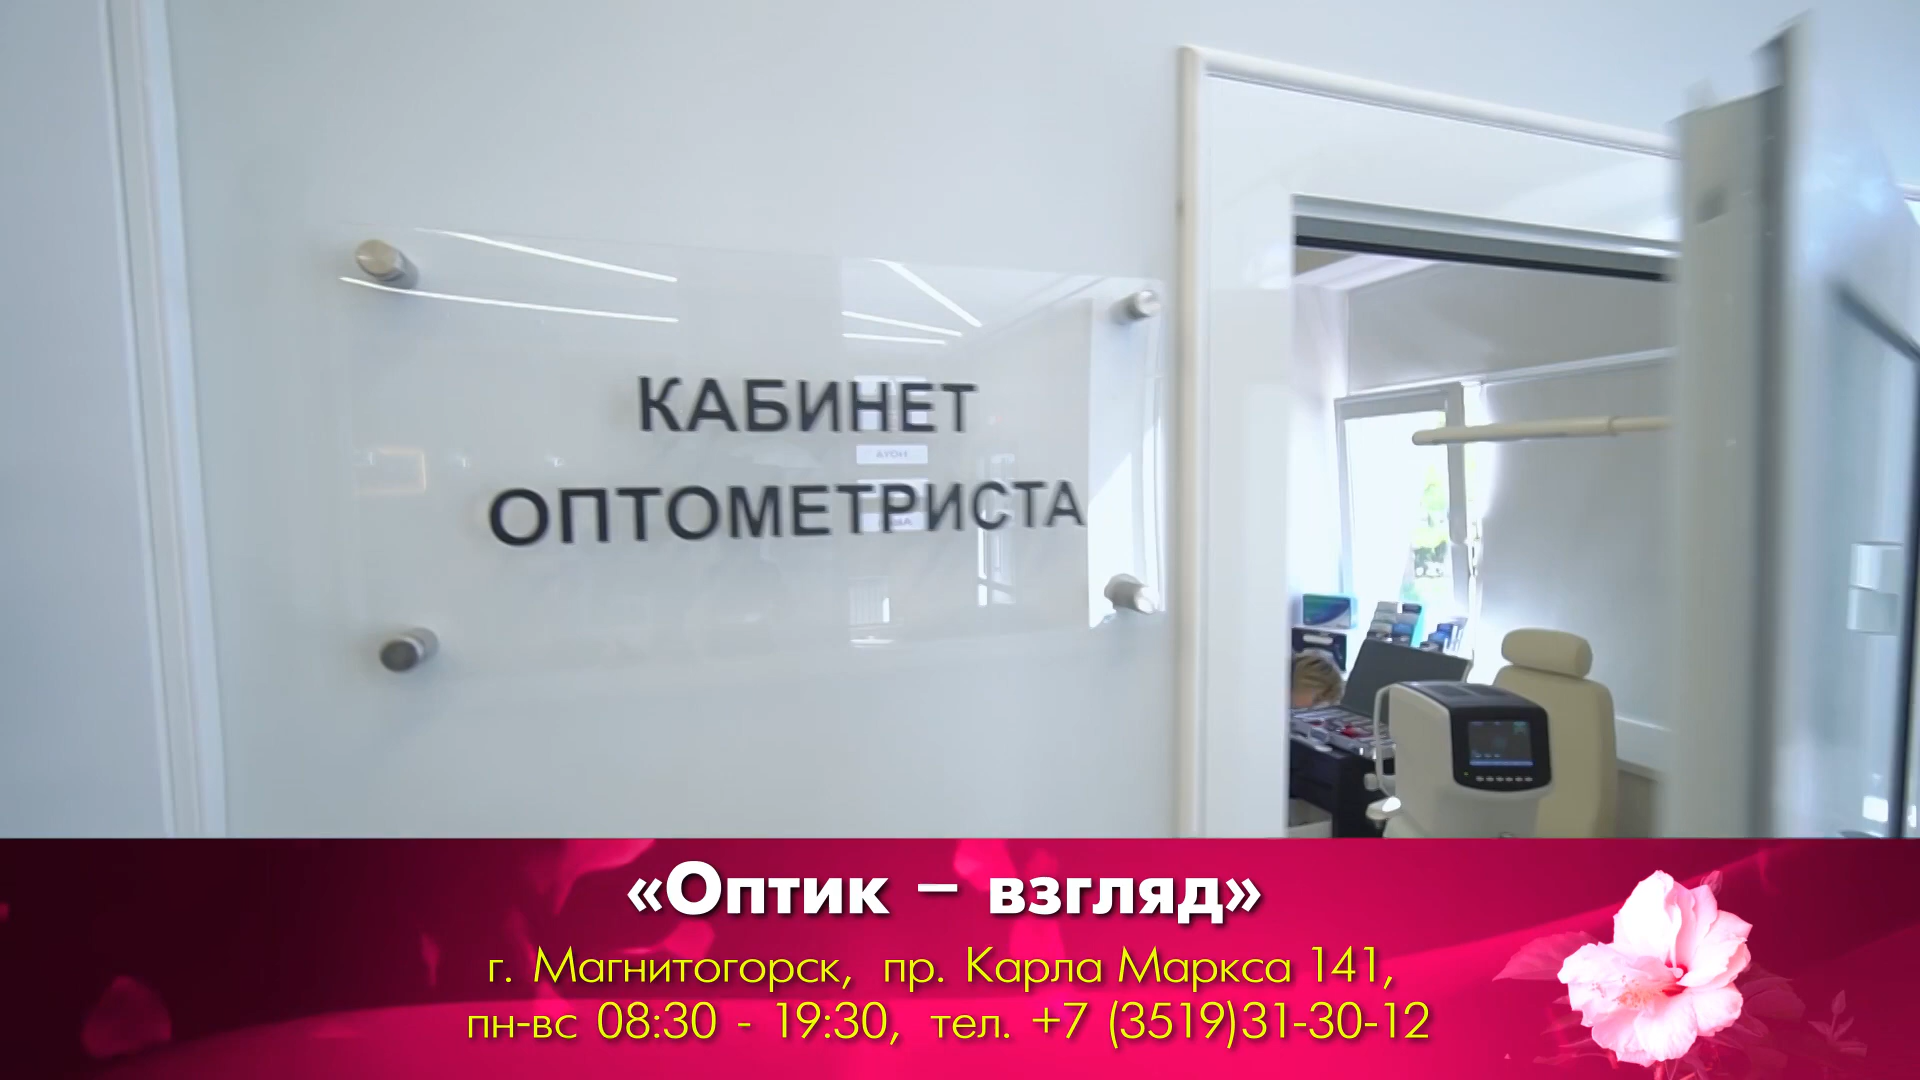 КАБИНЕТ
ОПТОМЕТРИСТА
«Оптик – взгляд»
г. Магнитогорск, пр. Карла Маркса 141,
пн-вс 08:30 - 19:30, тел. +7 (3519)31-30-12